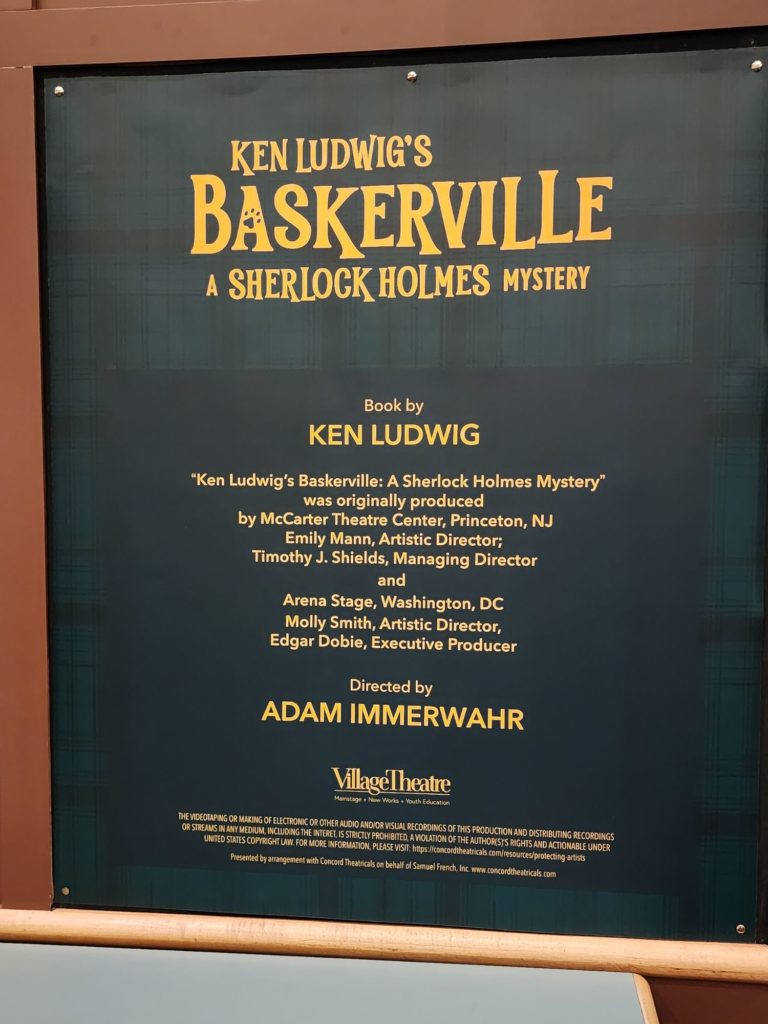 KEN LUDWIG'S
BASKERVILLE
A SHERLOCK HOLMES MYSTERY
Book by
KEN LUDWIG
"Ken Ludwig's Baskerville: A Sherlock Holmes Mystery"
was originally produced
by McCarter Theatre Center, Princeton, NJ
Emily Mann, Artistic Director;
Timothy J. Shields, Managing Director
and
Arena Stage, Washington, DC
Molly Smith, Artistic Director,
Edgar Dobie, Executive Producer
Directed by
ADAM IMMERWAHR
VillageTheatre
Mainstage + New Works + Youth Education
THE VIDEOTAPING OR MAKING OF ELECTRONIC OR OTHER AUDIO AND/OR VISUAL RECORDINGS OF THIS PRODUCTION AND DISTRIBUTING RECORDINGS
OR STREAMS IN ANY MEDIUM, INCLUDING THE INTERET, IS STRICTLY PROHIBITED, A VIOLATION OF THE AUTHOR(S)'S RIGHTS AND ACTIONABLE UNDER
UNITED STATES COPYRIGHT LAW. FOR MORE INFORMATION, PLEASE VISIT: https://concordtheatricals.com/resources/protecting-artists
Presented by arrangement with Concord Theatricals on behalf of Samuel French, Inc. www.concordtheatricals.com